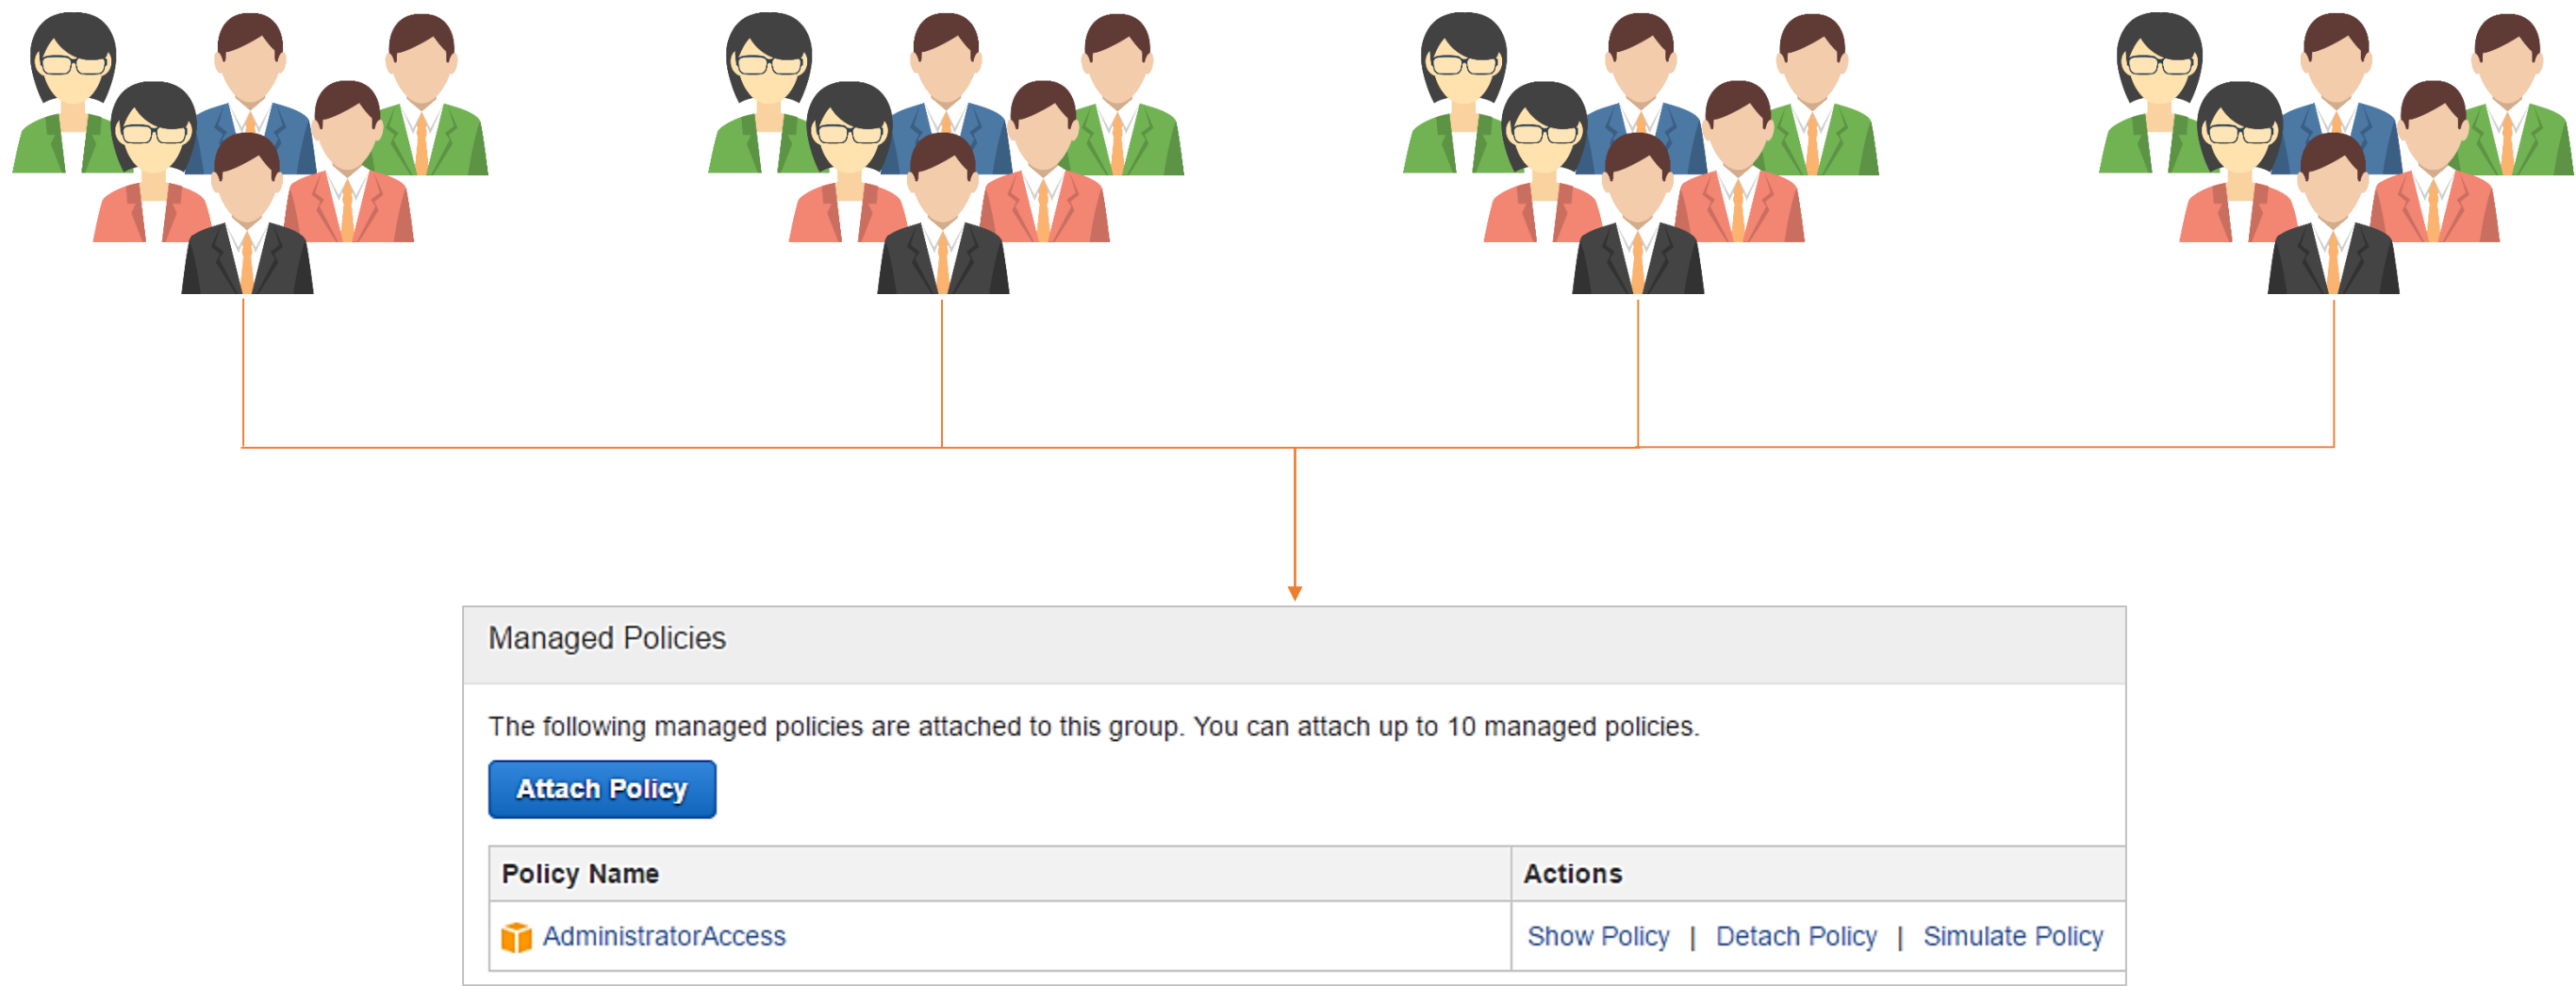 Managed Policies
The following managed policies are attached to this group. You can attach up to 10 managed policies.
Attach Policy
Policy Name Actions
AdministratorAccess Show Policy | Detach Policy | Simulate Policy